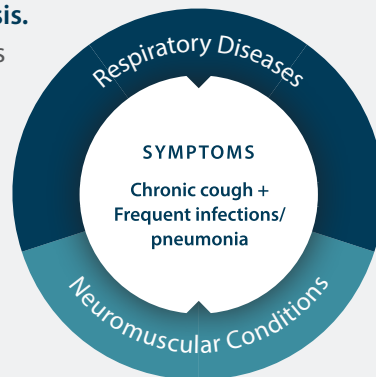 sis.
s
Respiratory Diseases
SYMPTOMS
Chronic cough +
Frequent infections/
pneumonia
Neuromuscular Conditions